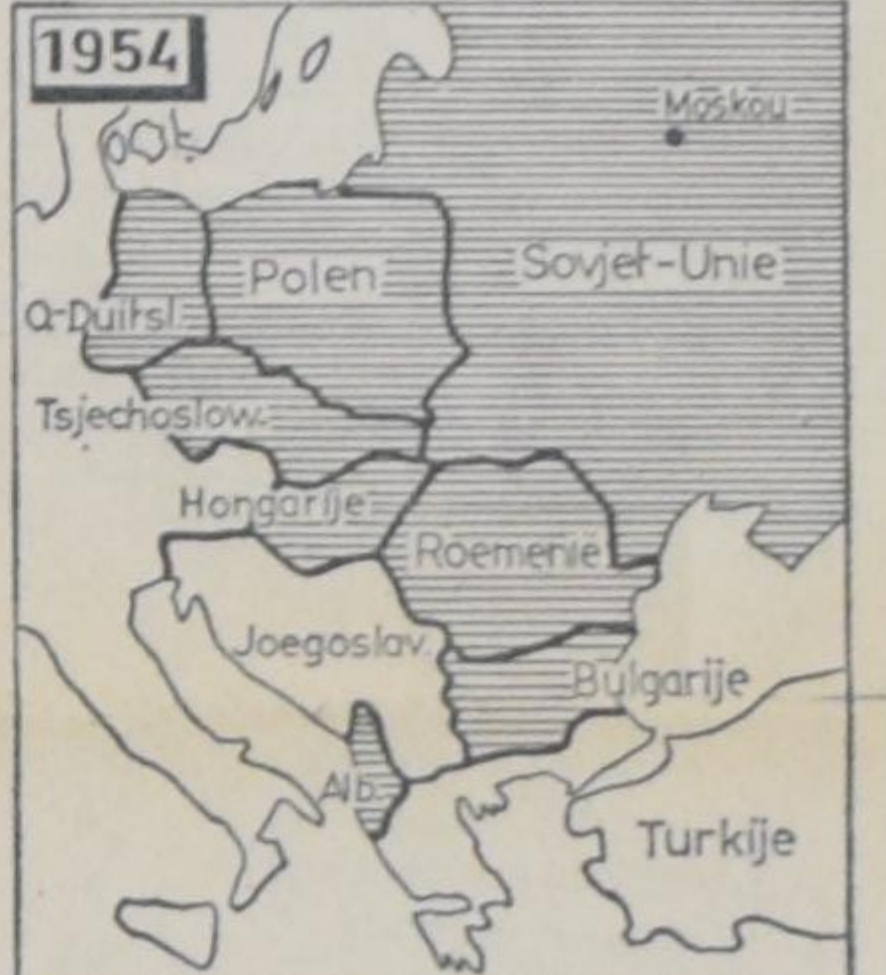 1954
Moskou
Sovjet-Unie
Polen
O-Duitsl.
Tsjechoslow.
Hongarije
Roemenië
Joegoslav.
Bulgarije
Alb.
Turkije